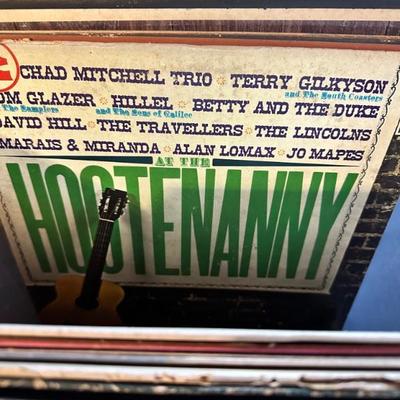 CHAD MITCHELL TRIO • TERRY GILKYSON
and The South Coasters
OM GLAZER • HILLEL • BETTY AND THE DUKE
The Samplers and The Sons of Galilee
DAVID HILL • THE TRAVELLERS • THE LINCOLNS
MARAIS & MIRANDA • ALAN LOMAX • JO MAPES
AT THE
HOOTENANNY